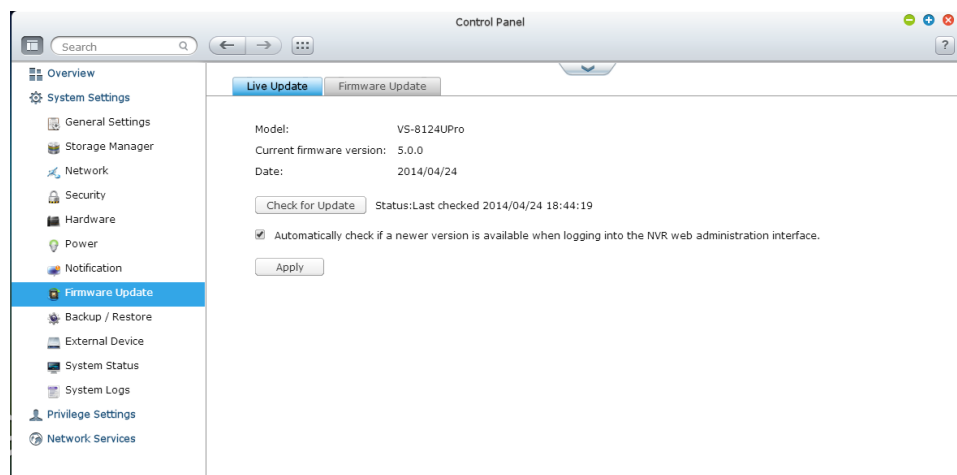 Control Panel
Search
?
Overview
System Settings
General Settings
Storage Manager
Network
Security
Hardware
Power
Notification
Firmware Update
Backup / Restore
External Device
System Status
System Logs
Privilege Settings
Network Services
Live Update
Firmware Update
Model: VS-8124UPro
Current firmware version: 5.0.0
Date: 2014/04/24
Check for Update Status:Last checked 2014/04/24 18:44:19
Automatically check if a newer version is available when logging into the NVR web administration interface.
Apply